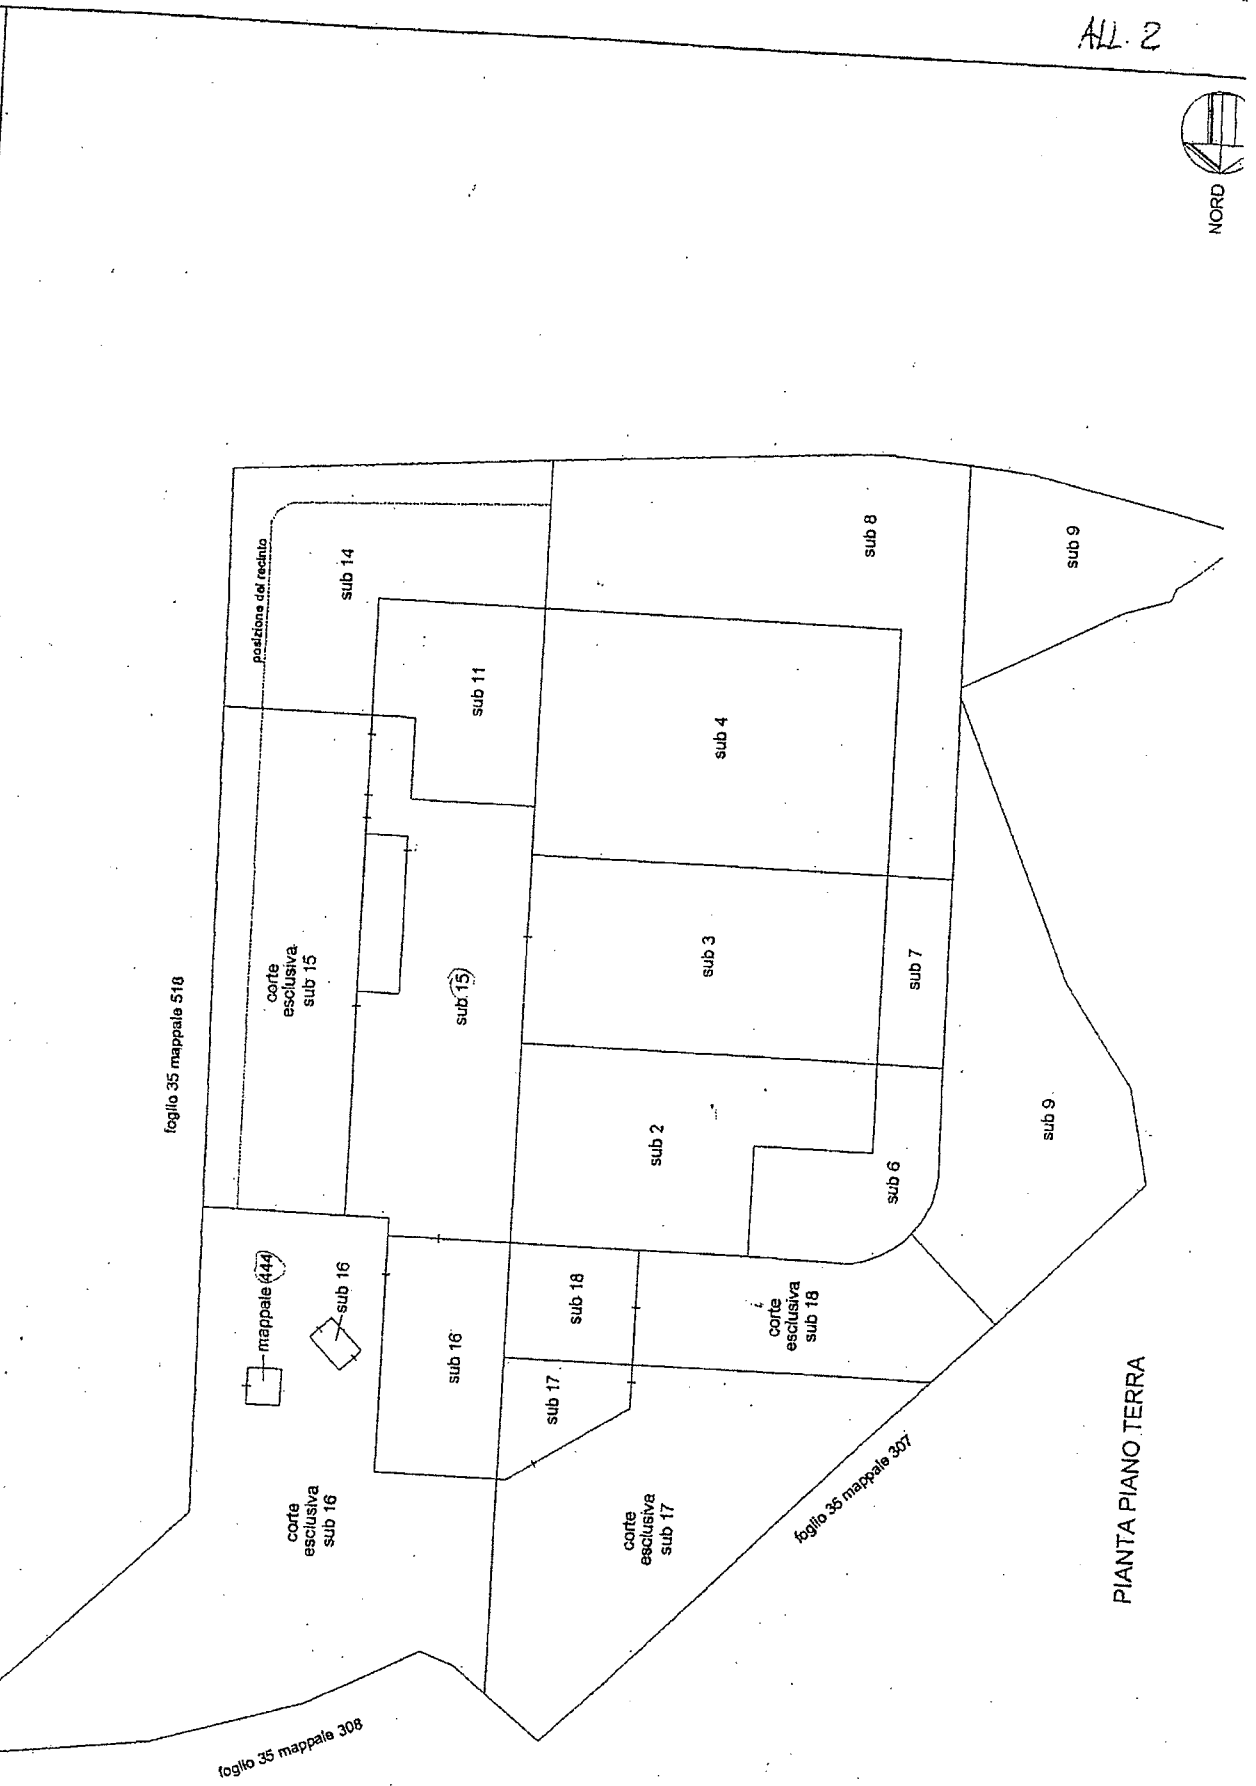 ALL. 2
NORD
foglio 35 mappale 518
posizione del recinto
sub 14
sub 8
sub 9
sub 11
sub 4
corte
esclusiva
sub 15
sub 15
sub 3
sub 7
sub 2
sub 6
sub 9
mappale 444
sub 16
sub 16
sub 18
corte
esclusiva
sub 18
sub 17
corte
esclusiva
sub 16
corte
esclusiva
sub 17
foglio 35 mappale 307
foglio 35 mappale 308
PIANTA PIANO TERRA